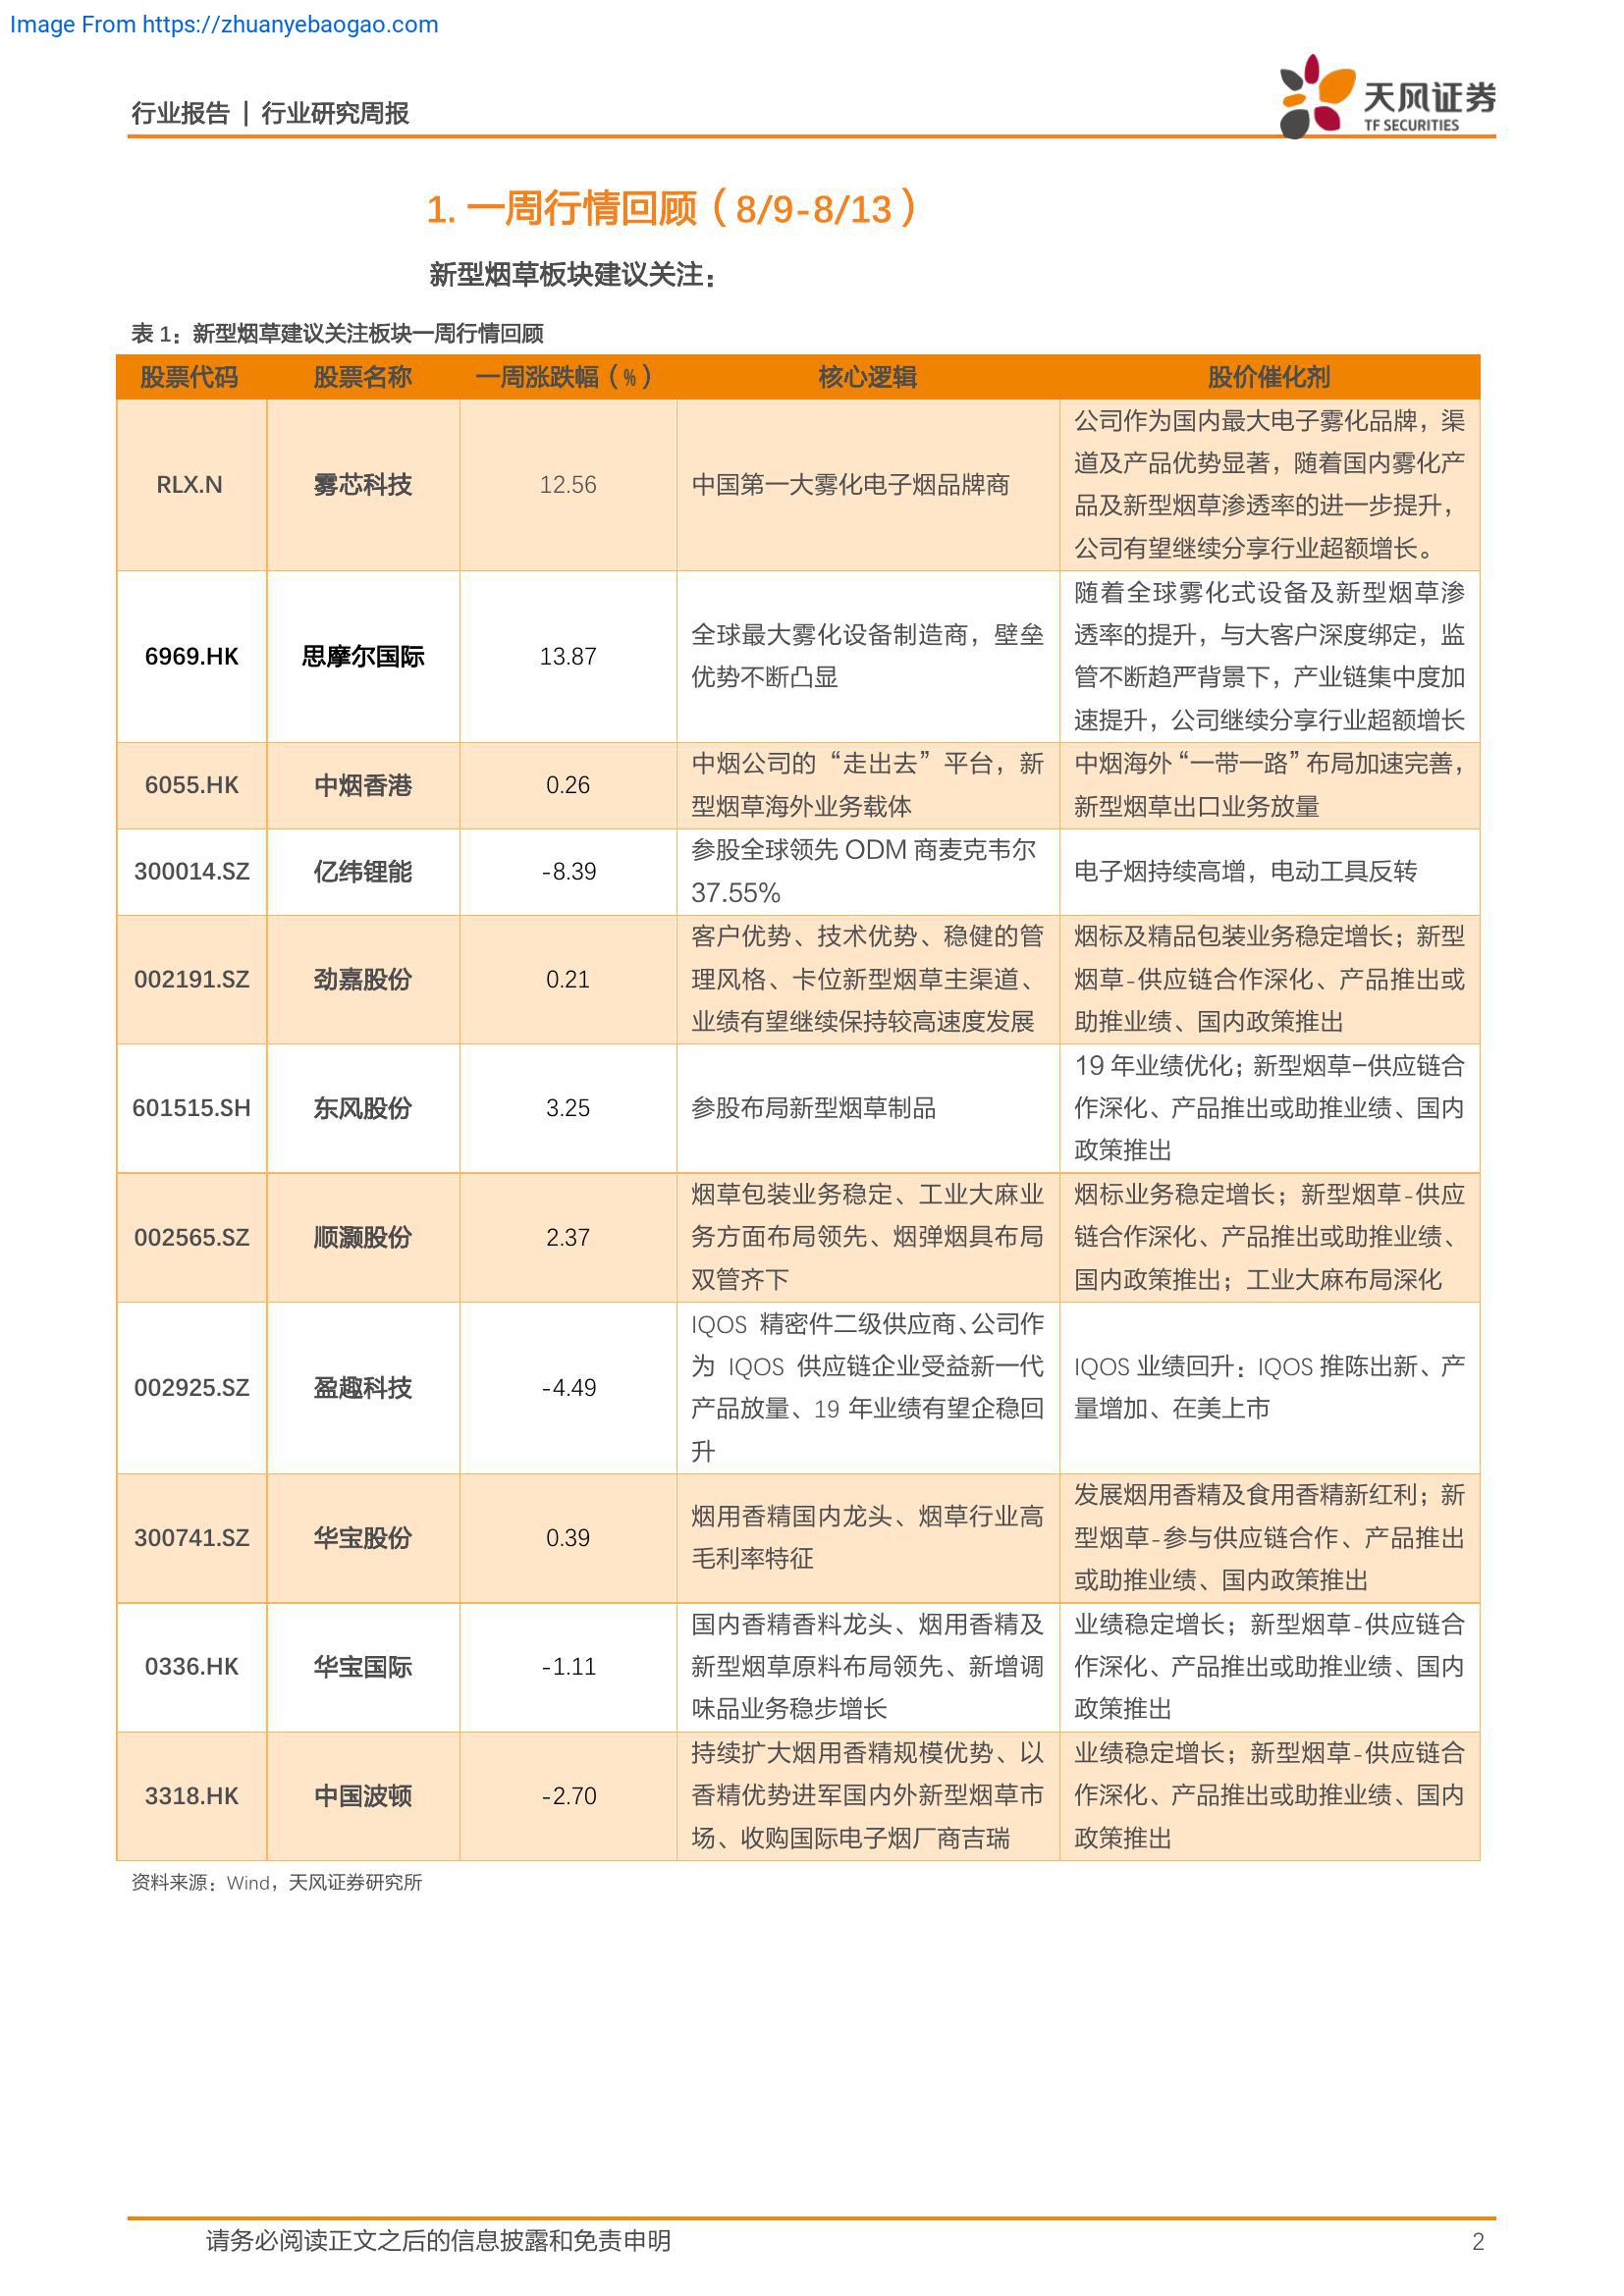 Image From https://zhuanyebaogao.com
行业报告 | 行业研究周报
天风证券
TF SECURITIES
1. 一周行情回顾（8/9-8/13）
新型烟草板块建议关注：
表 1：新型烟草建议关注板块一周行情回顾
股票代码 股票名称 一周涨跌幅（%） 核心逻辑 股价催化剂
RLX.N 雾芯科技 12.56 中国第一大雾化电子烟品牌商
公司作为国内最大电子雾化品牌，渠
道及产品优势显著，随着国内雾化产
品及新型烟草渗透率的进一步提升，
公司有望继续分享行业超额增长。
6969.HK 思摩尔国际 13.87
全球最大雾化设备制造商，壁垒
优势不断凸显
随着全球雾化式设备及新型烟草渗
透率的提升，与大客户深度绑定，监
管不断趋严背景下，产业链集中度加
速提升，公司继续分享行业超额增长
6055.HK 中烟香港 0.26
中烟公司的“走出去”平台，新
型烟草海外业务载体
中烟海外“一带一路”布局加速完善，
新型烟草出口业务放量
300014.SZ 亿纬锂能 -8.39
参股全球领先 ODM 商麦克韦尔
37.55%
电子烟持续高增，电动工具反转
002191.SZ 劲嘉股份 0.21
客户优势、技术优势、稳健的管
理风格、卡位新型烟草主渠道、
业绩有望继续保持较高速度发展
烟标及精品包装业务稳定增长；新型
烟草-供应链合作深化、产品推出或
助推业绩、国内政策推出
601515.SH 东风股份 3.25 参股布局新型烟草制品
19 年业绩优化；新型烟草–供应链合
作深化、产品推出或助推业绩、国内
政策推出
002565.SZ 顺灏股份 2.37
烟草包装业务稳定、工业大麻业
务方面布局领先、烟弹烟具布局
双管齐下
烟标业务稳定增长；新型烟草-供应
链合作深化、产品推出或助推业绩、
国内政策推出；工业大麻布局深化
002925.SZ 盈趣科技 -4.49
IQOS 精密件二级供应商、公司作
为 IQOS 供应链企业受益新一代
产品放量、19 年业绩有望企稳回
升
IQOS 业绩回升：IQOS 推陈出新、产
量增加、在美上市
300741.SZ 华宝股份 0.39
烟用香精国内龙头、烟草行业高
毛利率特征
发展烟用香精及食用香精新红利；新
型烟草-参与供应链合作、产品推出
或助推业绩、国内政策推出
0336.HK 华宝国际 -1.11
国内香精香料龙头、烟用香精及
新型烟草原料布局领先、新增调
味品业务稳步增长
业绩稳定增长；新型烟草-供应链合
作深化、产品推出或助推业绩、国内
政策推出
3318.HK 中国波顿 -2.70
持续扩大烟用香精规模优势、以
香精优势进军国内外新型烟草市
场、收购国际电子烟厂商吉瑞
业绩稳定增长；新型烟草-供应链合
作深化、产品推出或助推业绩、国内
政策推出
资料来源：Wind，天风证券研究所
请务必阅读正文之后的信息披露和免责申明 2